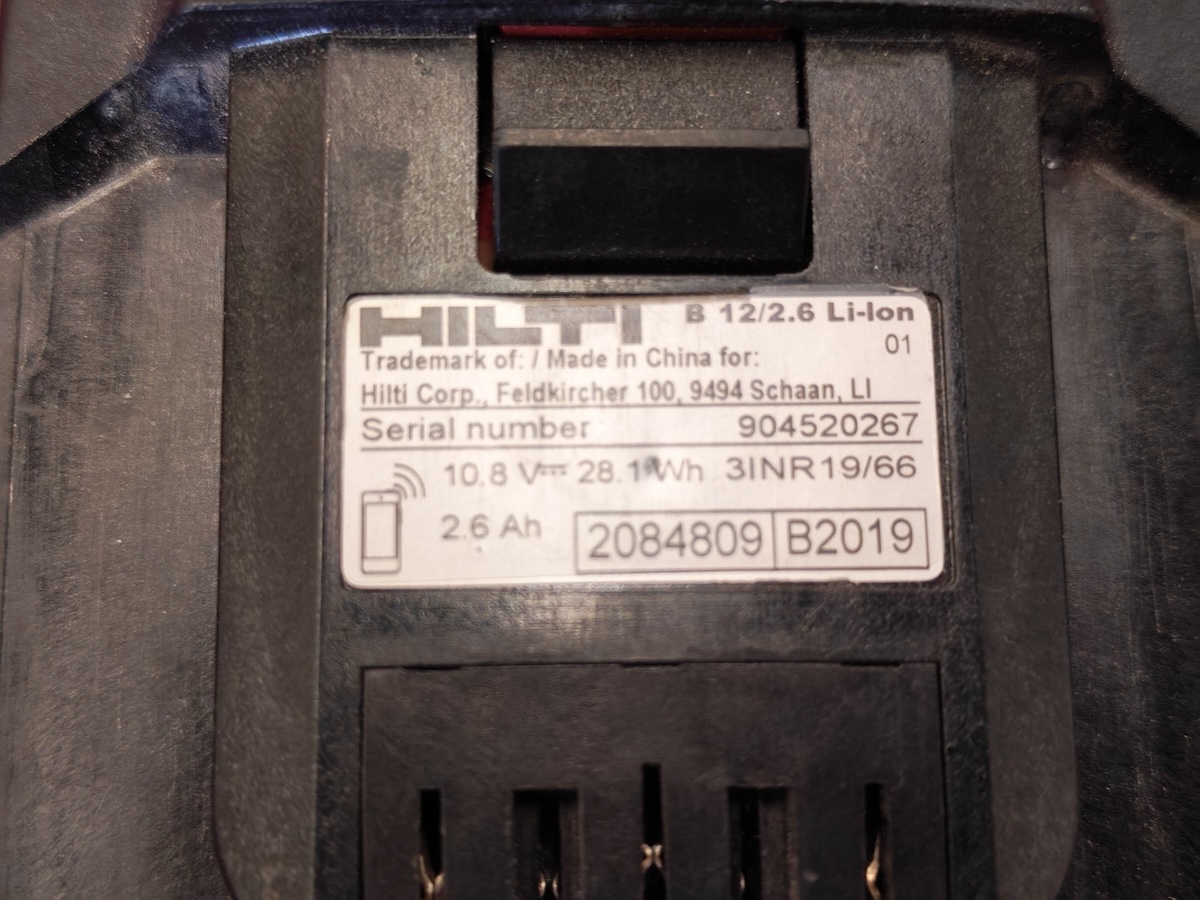 HILTI B 12/2.6 Li-Ion
01
Trademark of: / Made in China for:
Hilti Corp., Feldkircher 100, 9494 Schaan, LI
Serial number 904520267
10.8 V⎓ 28.1 Wh 3INR19/66
2.6 Ah 2084809 B2019